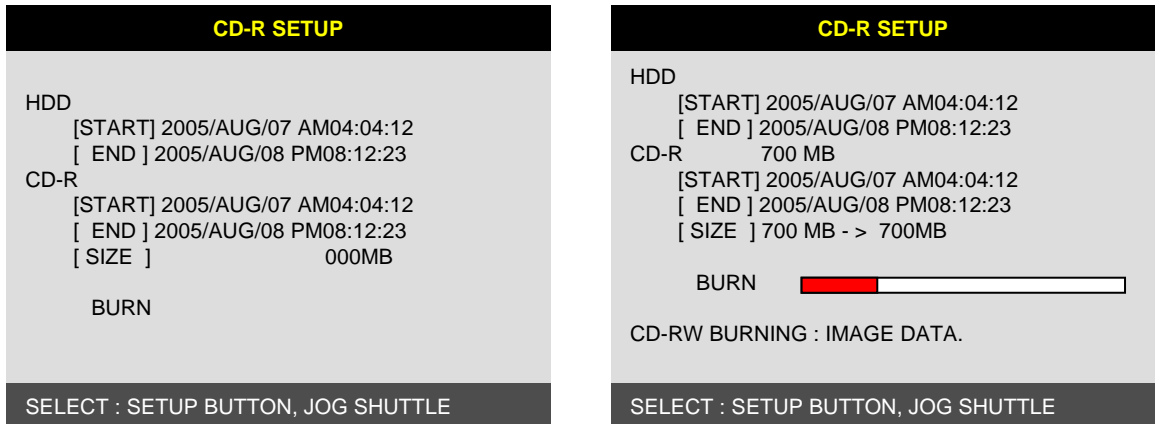 CD-R SETUP
HDD
[START] 2005/AUG/07 AM04:04:12
[ END ] 2005/AUG/08 PM08:12:23
CD-R
[START] 2005/AUG/07 AM04:04:12
[ END ] 2005/AUG/08 PM08:12:23
[ SIZE ] 000MB
BURN
SELECT : SETUP BUTTON, JOG SHUTTLE
CD-R SETUP
HDD
[START] 2005/AUG/07 AM04:04:12
[ END ] 2005/AUG/08 PM08:12:23
CD-R 700 MB
[START] 2005/AUG/07 AM04:04:12
[ END ] 2005/AUG/08 PM08:12:23
[ SIZE ] 700 MB - > 700MB
BURN
CD-RW BURNING : IMAGE DATA.
SELECT : SETUP BUTTON, JOG SHUTTLE